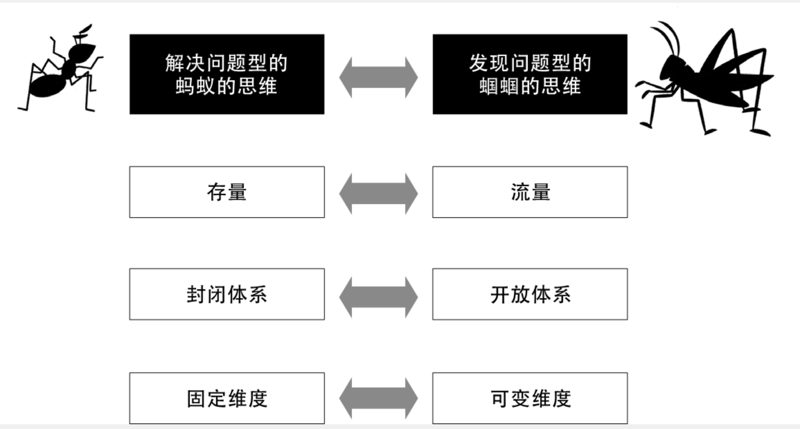 解决问题型的
蚂蚁的思维
发现问题型的
蝈蝈的思维
存量
流量
封闭体系
开放体系
固定维度
可变维度